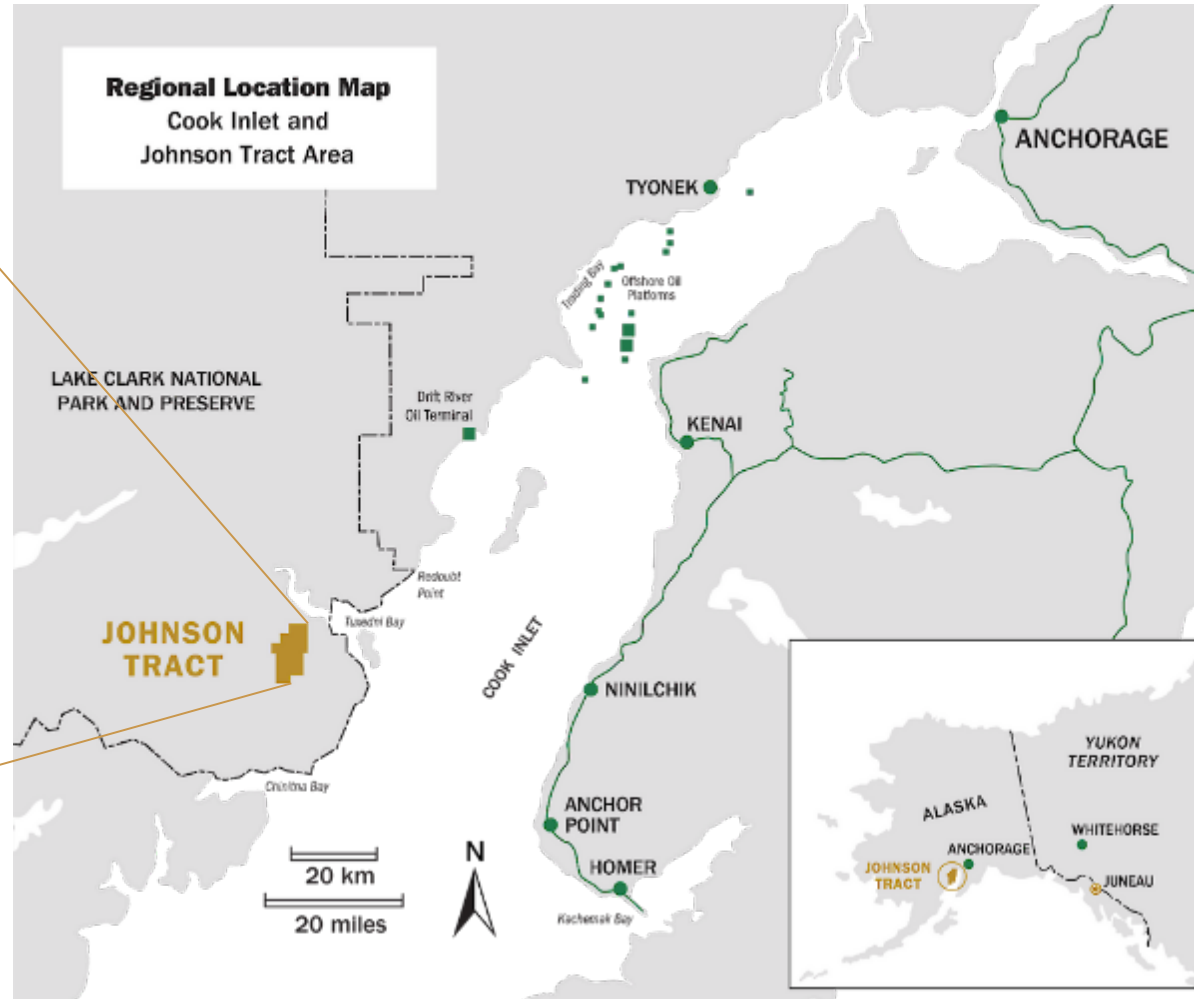 Regional Location Map
Cook Inlet and
Johnson Tract Area
ANCHORAGE
TYONEK
Trading Bay
Offshore Oil
Platforms
LAKE CLARK NATIONAL
PARK AND PRESERVE
Drift River
Oil Terminal
KENAI
Redoubt
Point
Tuxedni Bay
JOHNSON
TRACT
COOK INLET
NINILCHIK
Chinitna Bay
ANCHOR
POINT
HOMER
Kachemak Bay
20 km
20 miles
N
YUKON
TERRITORY
ALASKA
WHITEHORSE
ANCHORAGE
JOHNSON
TRACT
JUNEAU